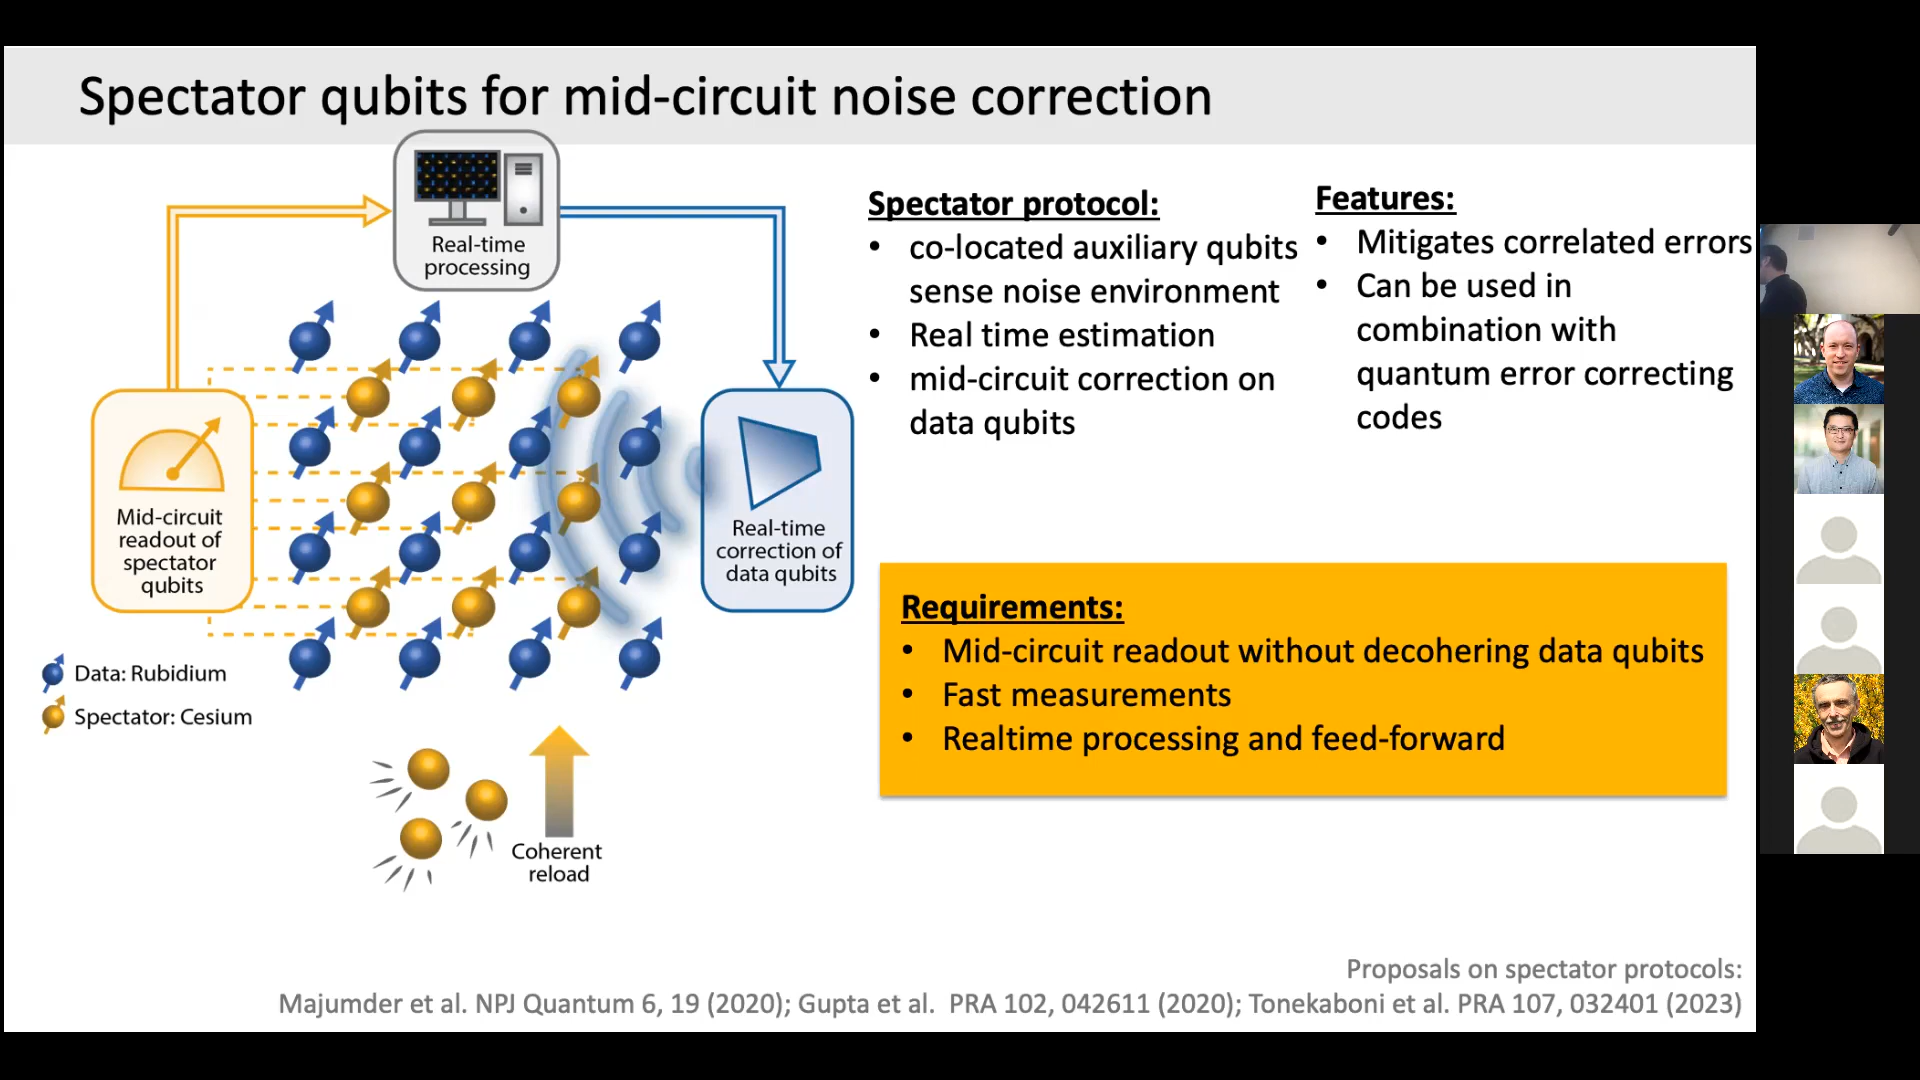 Spectator qubits for mid-circuit noise correction
Real-time
processing
Mid-circuit
readout of
spectator
qubits
Real-time
correction of
data qubits
Data: Rubidium
Spectator: Cesium
Coherent
reload
Spectator protocol:
• co-located auxiliary qubits
sense noise environment
• Real time estimation
• mid-circuit correction on
data qubits
Features:
• Mitigates correlated errors
• Can be used in
combination with
quantum error correcting
codes
Requirements:
• Mid-circuit readout without decohering data qubits
• Fast measurements
• Realtime processing and feed-forward
Proposals on spectator protocols:
Majumder et al. NPJ Quantum 6, 19 (2020); Gupta et al. PRA 102, 042611 (2020); Tonekaboni et al. PRA 107, 032401 (2023)